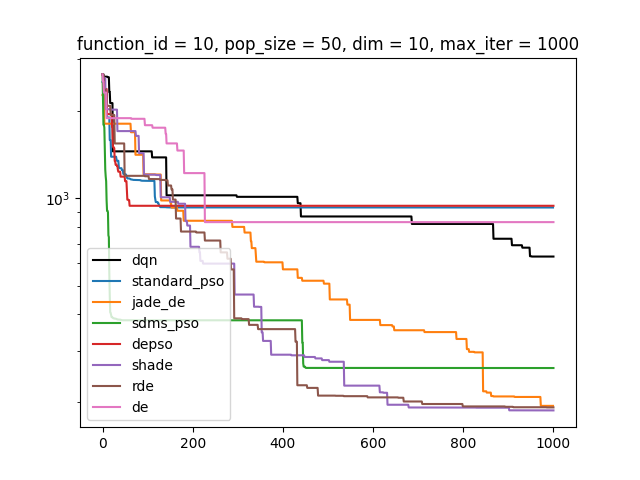 function_id = 10, pop_size = 50, dim = 10, max_iter = 1000
10³
dqn
standard_pso
jade_de
sdms_pso
depso
shade
rde
de
0 200 400 600 800 1000